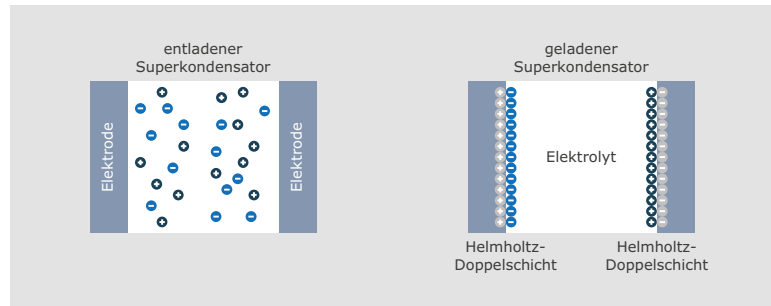 entladener
Superkondensator
Elektrode
Elektrode
geladener
Superkondensator
Elektrolyt
Helmholtz-
Doppelschicht
Helmholtz-
Doppelschicht